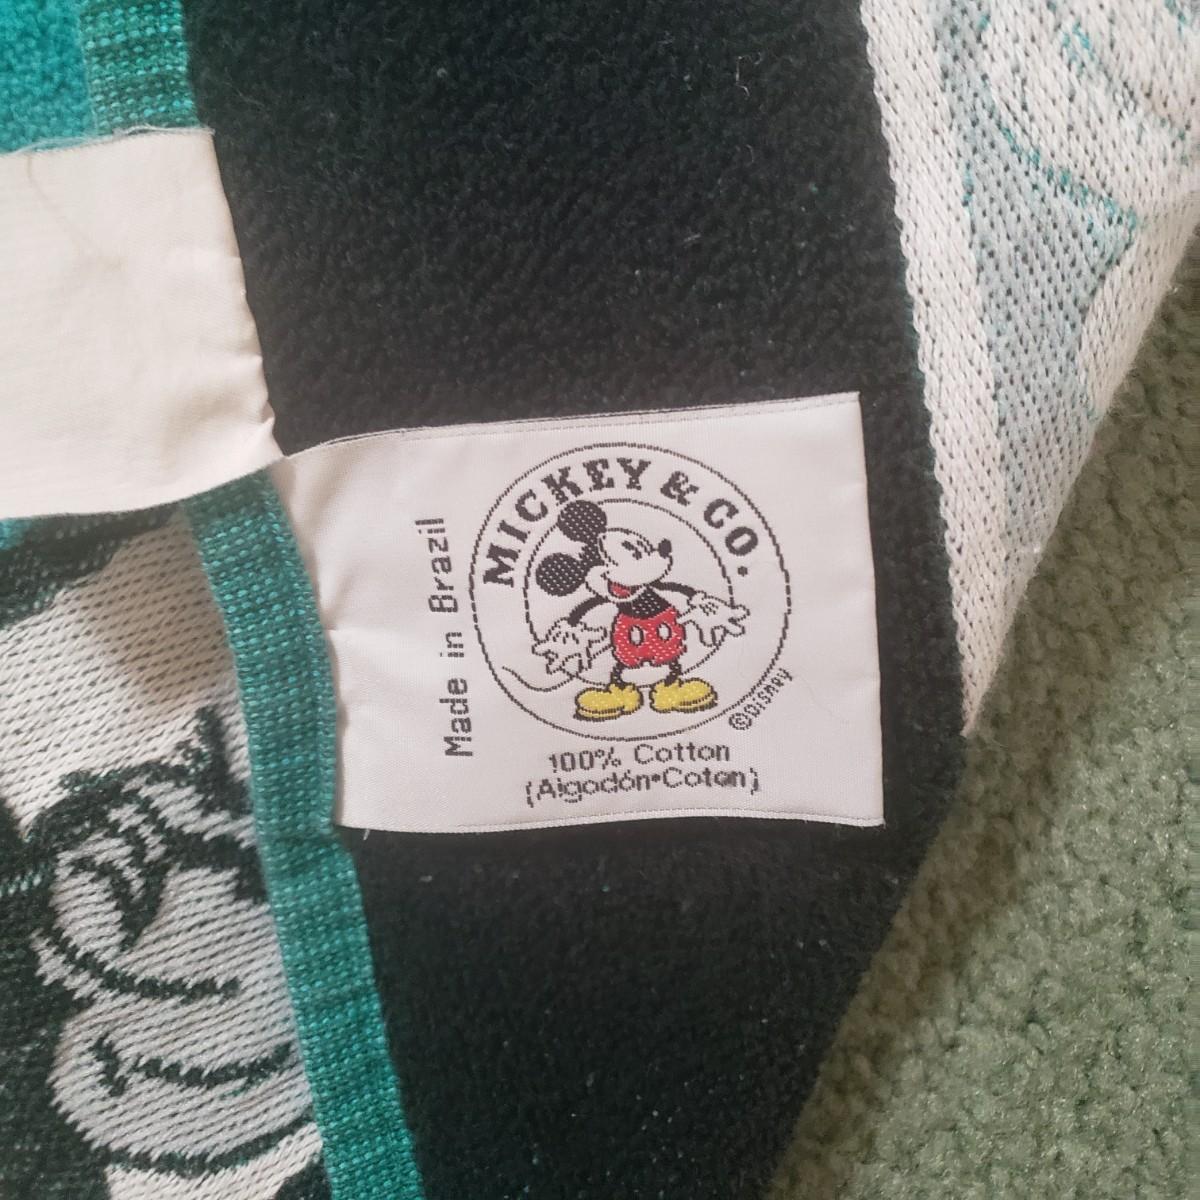 MICKEY & CO.
©Disney
Made in Brazil
100% Cotton
(Algodón•Coton)